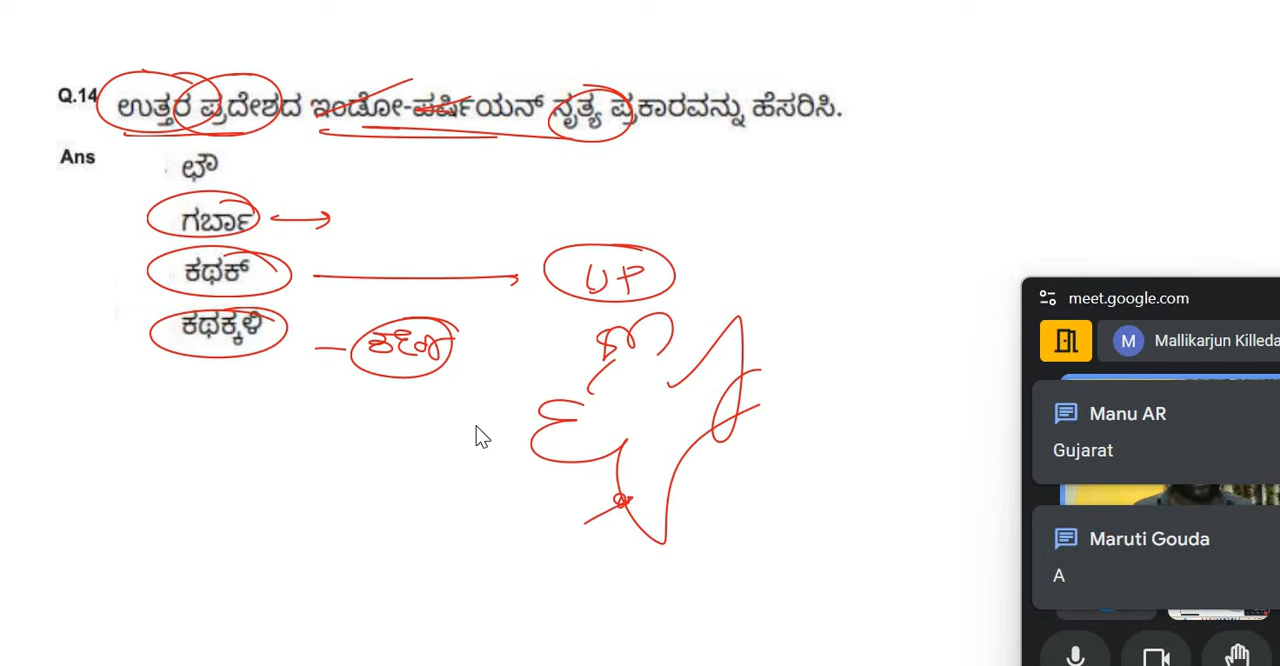 Q.14 ಉತ್ತರ ಪ್ರದೇಶದ ಇಂಡೋ-ಪರ್ಷಿಯನ್ ನೃತ್ಯ ಪ್ರಕಾರವನ್ನು ಹೆಸರಿಸಿ.
Ans
ಛೌ
ಗರ್ಬಾ
ಕಥಕ್
UP
ಕಥಕ್ಕಳಿ
meet.google.com
M Mallikarjun Killeda
Manu AR
Gujarat
Maruti Gouda
A